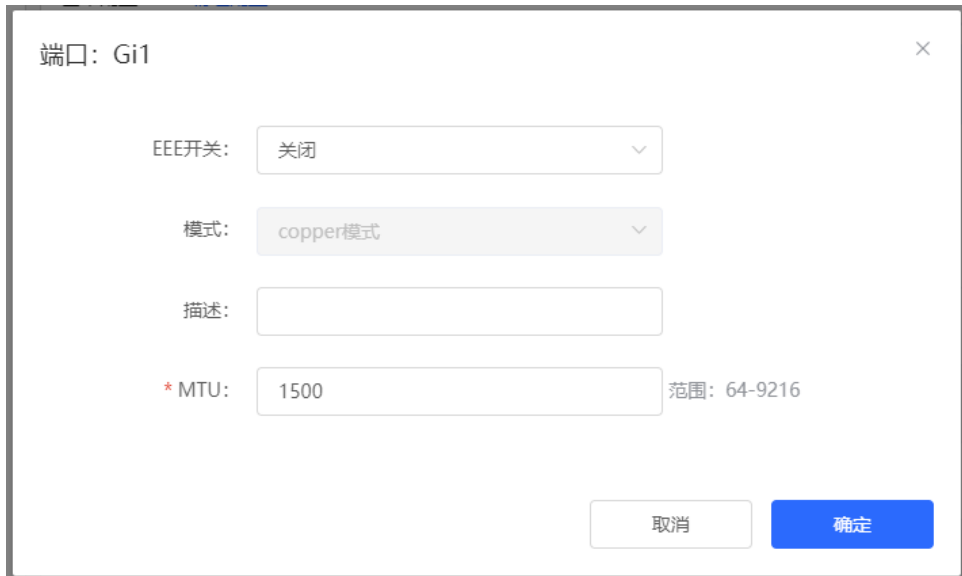 端口：Gi1
EEE开关：
关闭
模式：
copper模式
描述：
* MTU：
1500
范围：64-9216
取消
确定